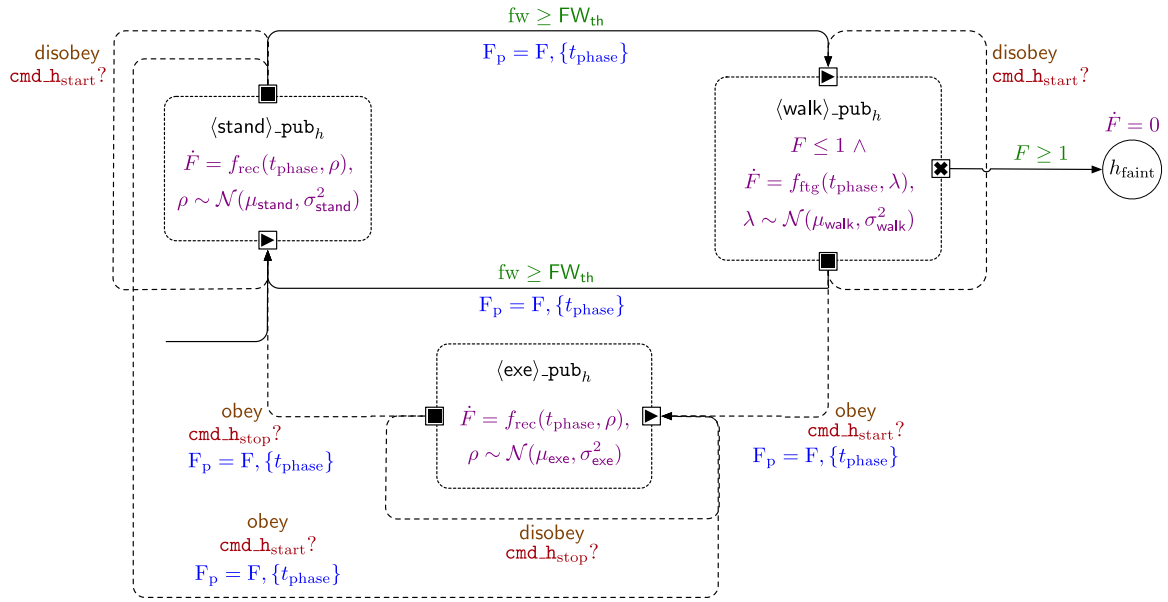 fw ≥ FW_th
F_p = F, {t_phase}
disobey
cmd_h_start?
disobey
cmd_h_start?
⟨stand⟩_pub_h
Ḟ = f_rec(t_phase, ρ),
ρ ∼ N(μ_stand, σ²_stand)
⟨walk⟩_pub_h
F ≤ 1 ∧
Ḟ = f_ftg(t_phase, λ),
λ ∼ N(μ_walk, σ²_walk)
F ≥ 1
Ḟ = 0
h_faint
fw ≥ FW_th
F_p = F, {t_phase}
⟨exe⟩_pub_h
Ḟ = f_rec(t_phase, ρ),
ρ ∼ N(μ_exe, σ²_exe)
obey
cmd_h_stop?
F_p = F, {t_phase}
obey
cmd_h_start?
F_p = F, {t_phase}
disobey
cmd_h_stop?
obey
cmd_h_start?
F_p = F, {t_phase}